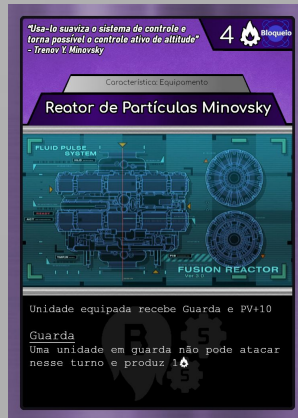 "Usa-lo suaviza o sistema de controle e
torna possível o controle ativo de altitude"
- Trenov Y. Minovsky
4 Bloqueio
Característica: Equipamento
Reator de Partículas Minovsky
FLUID PULSE
SYSTEM
FUSION REACTOR
Unidade equipada recebe Guarda e PV+10
Guarda
Uma unidade em guarda não pode atacar
nesse turno e produz 1